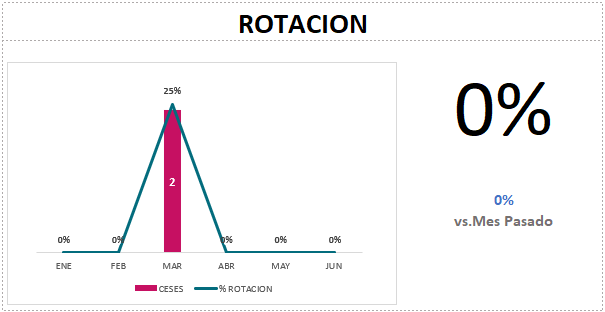 ROTACION
25%
0%
2
0% 0% 0% 0% 0%
0%
vs.Mes Pasado
ENE FEB MAR ABR MAY JUN
CESES % ROTACION